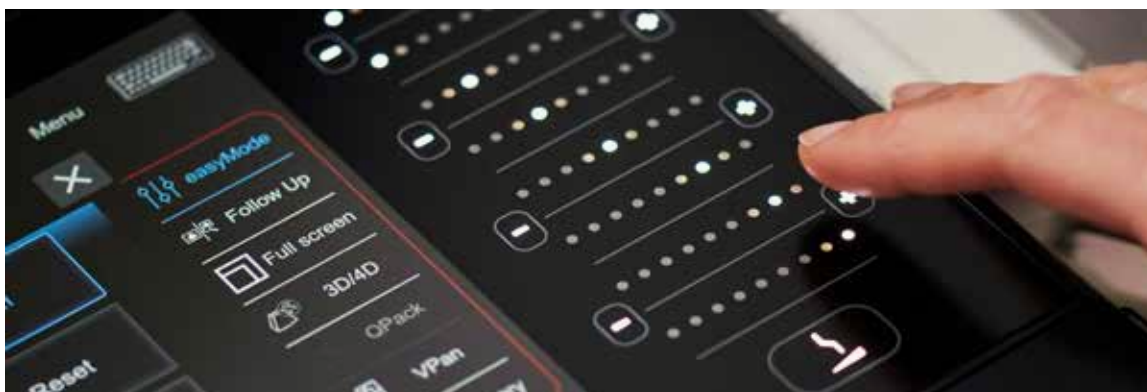 Menu
easyMode
Follow Up
Full screen
3D/4D
QPack
VPan
Reset